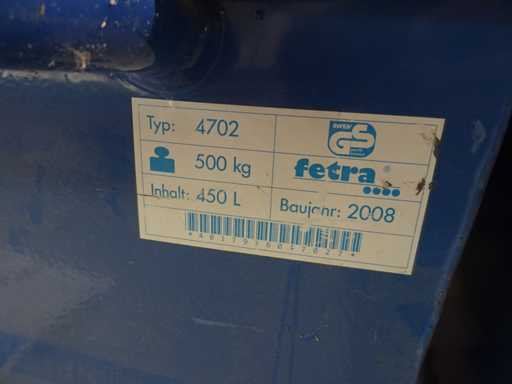 Typ: 4702
500 kg
Inhalt: 450 L
GS
fetra®
Baujahr: 2008